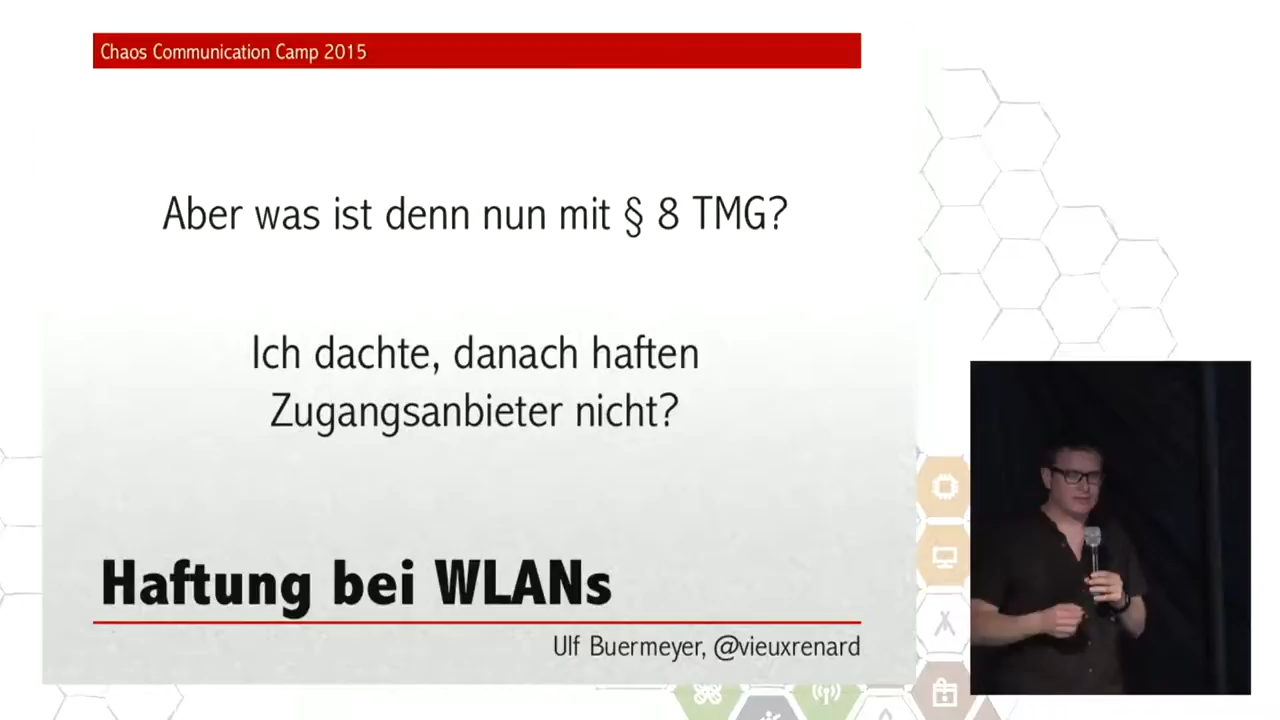 Chaos Communication Camp 2015
Aber was ist denn nun mit § 8 TMG?
Ich dachte, danach haften
Zugangsanbieter nicht?
Haftung bei WLANs
Ulf Buermeyer, @vieuxrenard